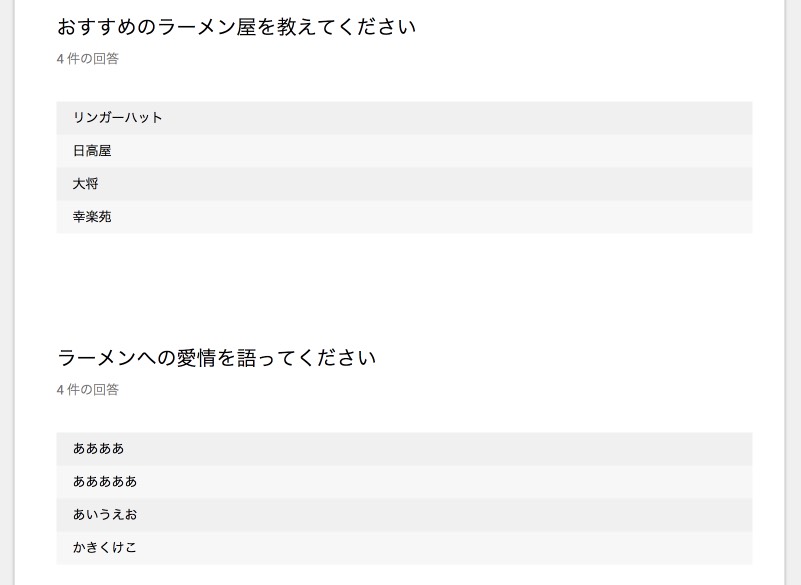 おすすめのラーメン屋を教えてください
4 件の回答
リンガーハット
日高屋
大将
幸楽苑
ラーメンへの愛情を語ってください
4 件の回答
ああああ
あああああ
あいうえお
かきくけこ